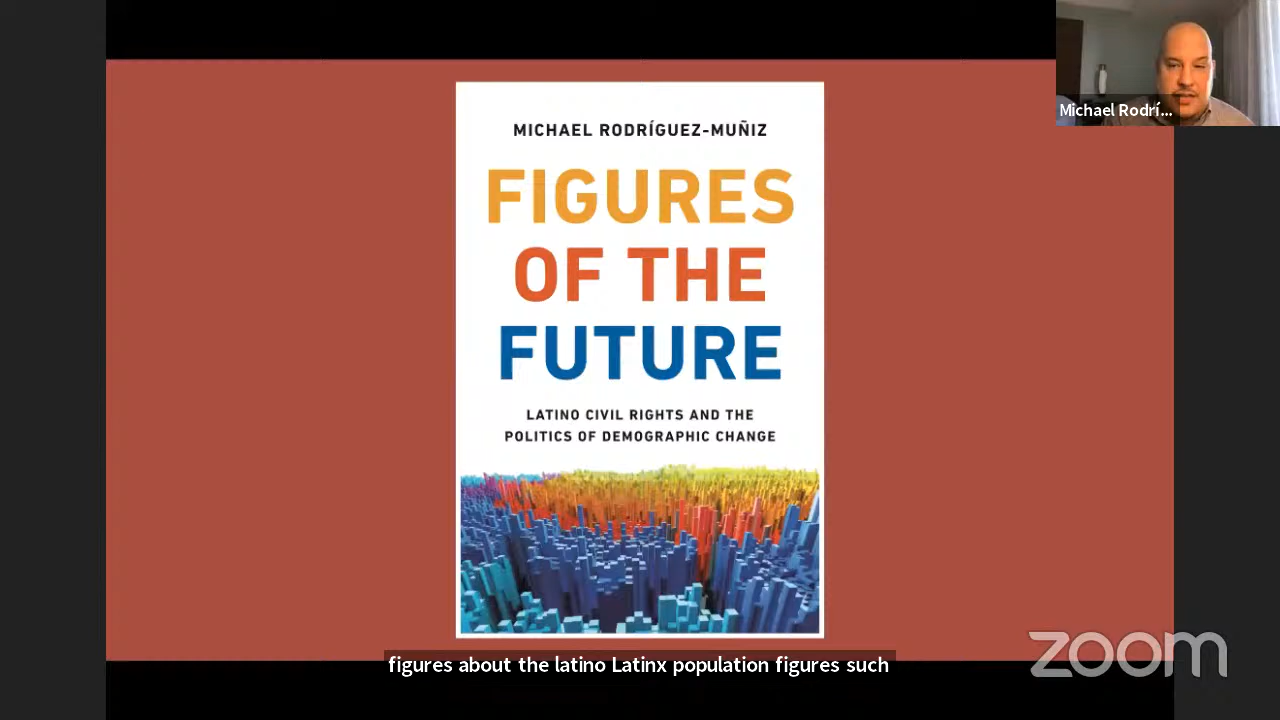 Michael Rodrí...
MICHAEL RODRÍGUEZ-MUÑIZ
FIGURES
OF THE
FUTURE
LATINO CIVIL RIGHTS AND THE
POLITICS OF DEMOGRAPHIC CHANGE
figures about the latino Latinx population figures such
zoom